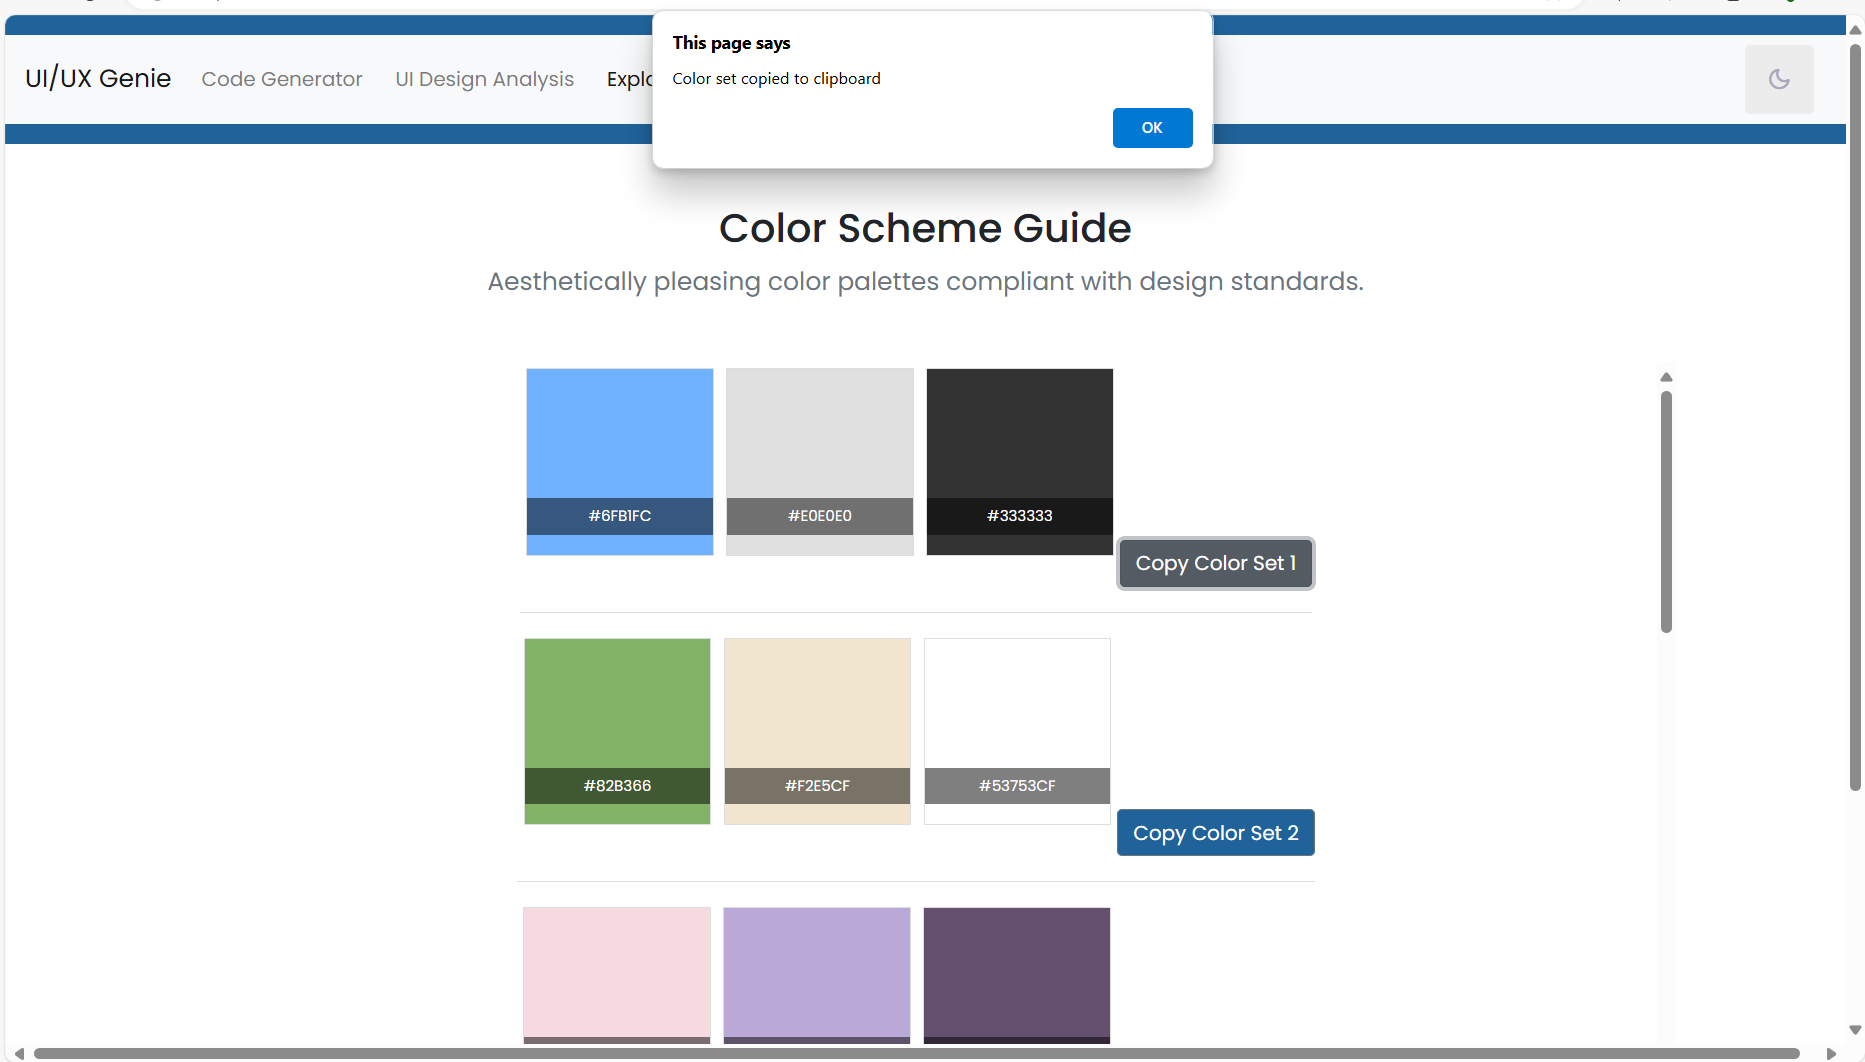 This page says
Color set copied to clipboard
OK
UI/UX Genie Code Generator UI Design Analysis
Color Scheme Guide
Aesthetically pleasing color palettes compliant with design standards.
#6FB1FC #E0E0E0 #333333
Copy Color Set 1
#82B366 #F2E5CF #53753CF
Copy Color Set 2